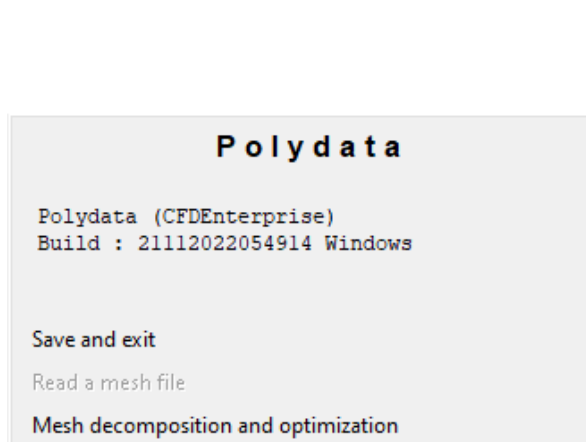 Polydata
Polydata (CFDEnterprise)
Build : 21112022054914 Windows
Save and exit
Read a mesh file
Mesh decomposition and optimization